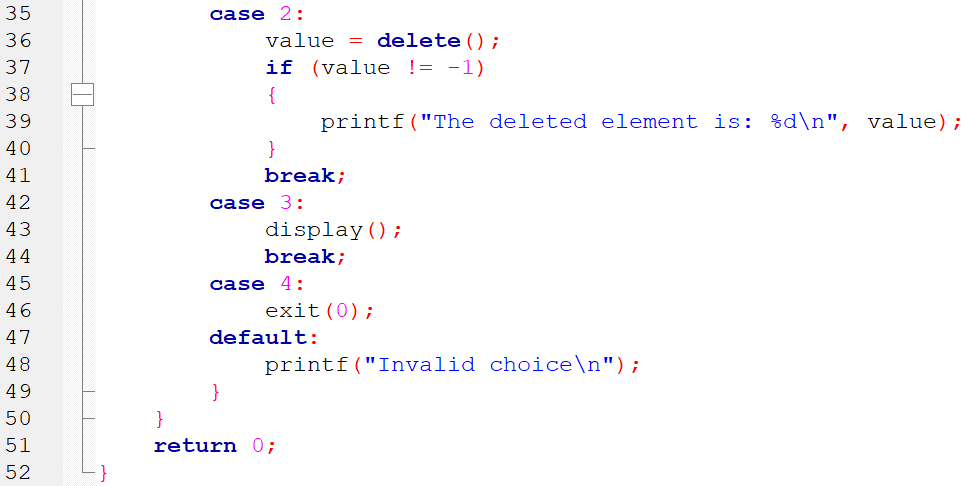 35 case 2:
36 value = delete();
37 if (value != -1)
38 {
39 printf("The deleted element is: %d\n", value);
40 }
41 break;
42 case 3:
43 display();
44 break;
45 case 4:
46 exit(0);
47 default:
48 printf("Invalid choice\n");
49 }
50 }
51 return 0;
52 }